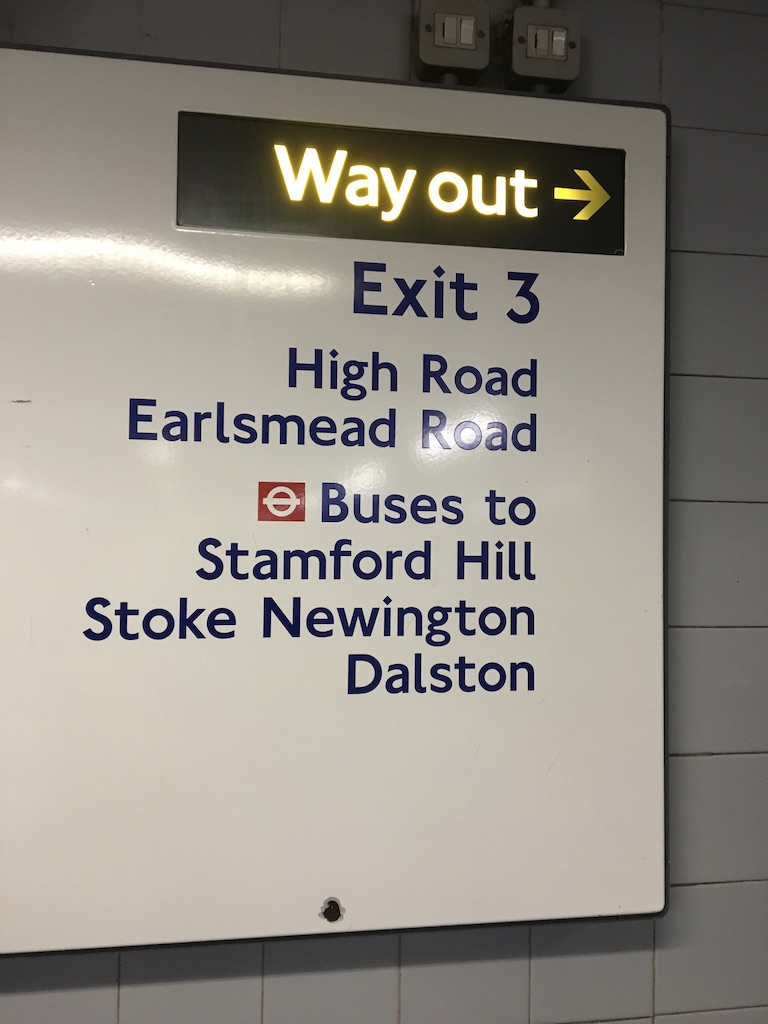 Way out →
Exit 3
High Road
Earlsmead Road
Buses to
Stamford Hill
Stoke Newington
Dalston